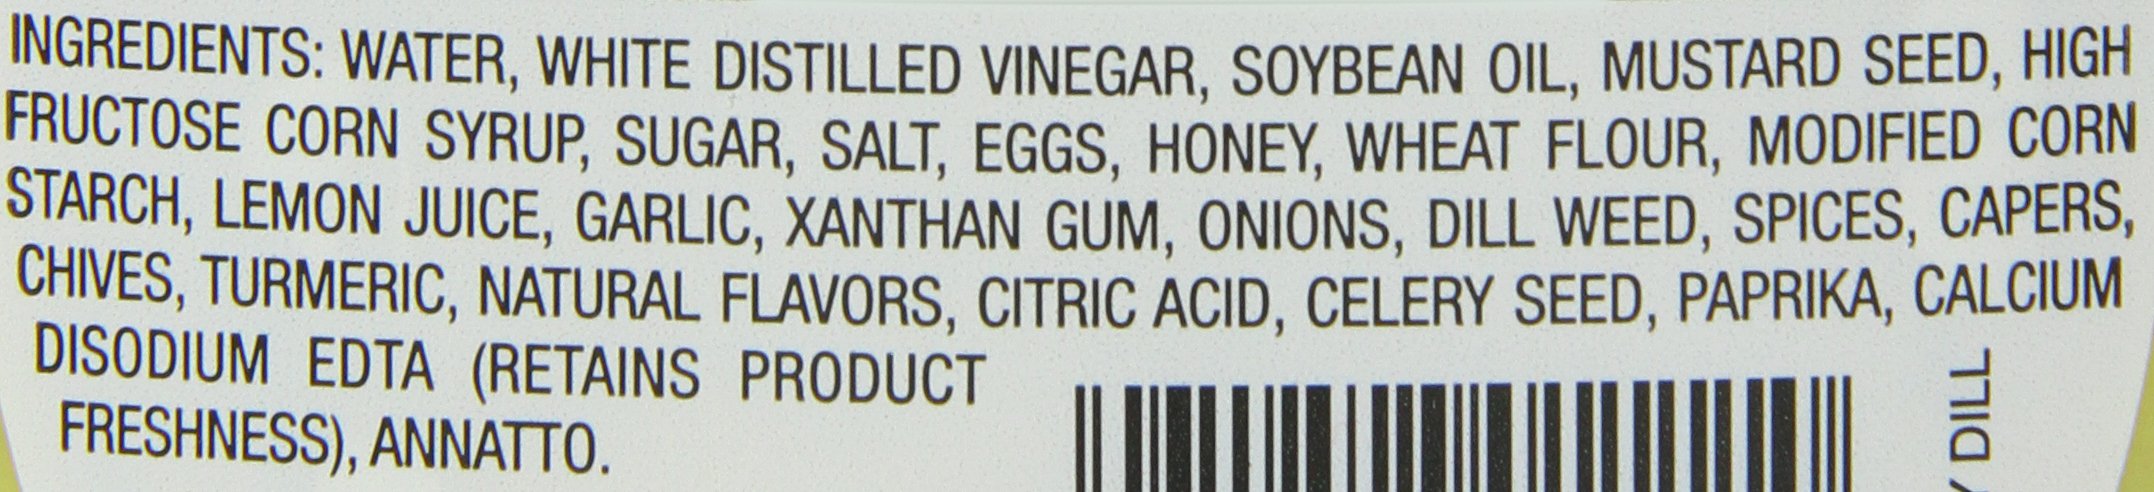 INGREDIENTS: WATER, WHITE DISTILLED VINEGAR, SOYBEAN OIL, MUSTARD SEED, HIGH
FRUCTOSE CORN SYRUP, SUGAR, SALT, EGGS, HONEY, WHEAT FLOUR, MODIFIED CORN
STARCH, LEMON JUICE, GARLIC, XANTHAN GUM, ONIONS, DILL WEED, SPICES, CAPERS,
CHIVES, TURMERIC, NATURAL FLAVORS, CITRIC ACID, CELERY SEED, PAPRIKA, CALCIUM
DISODIUM EDTA (RETAINS PRODUCT
FRESHNESS), ANNATTO.
DILL